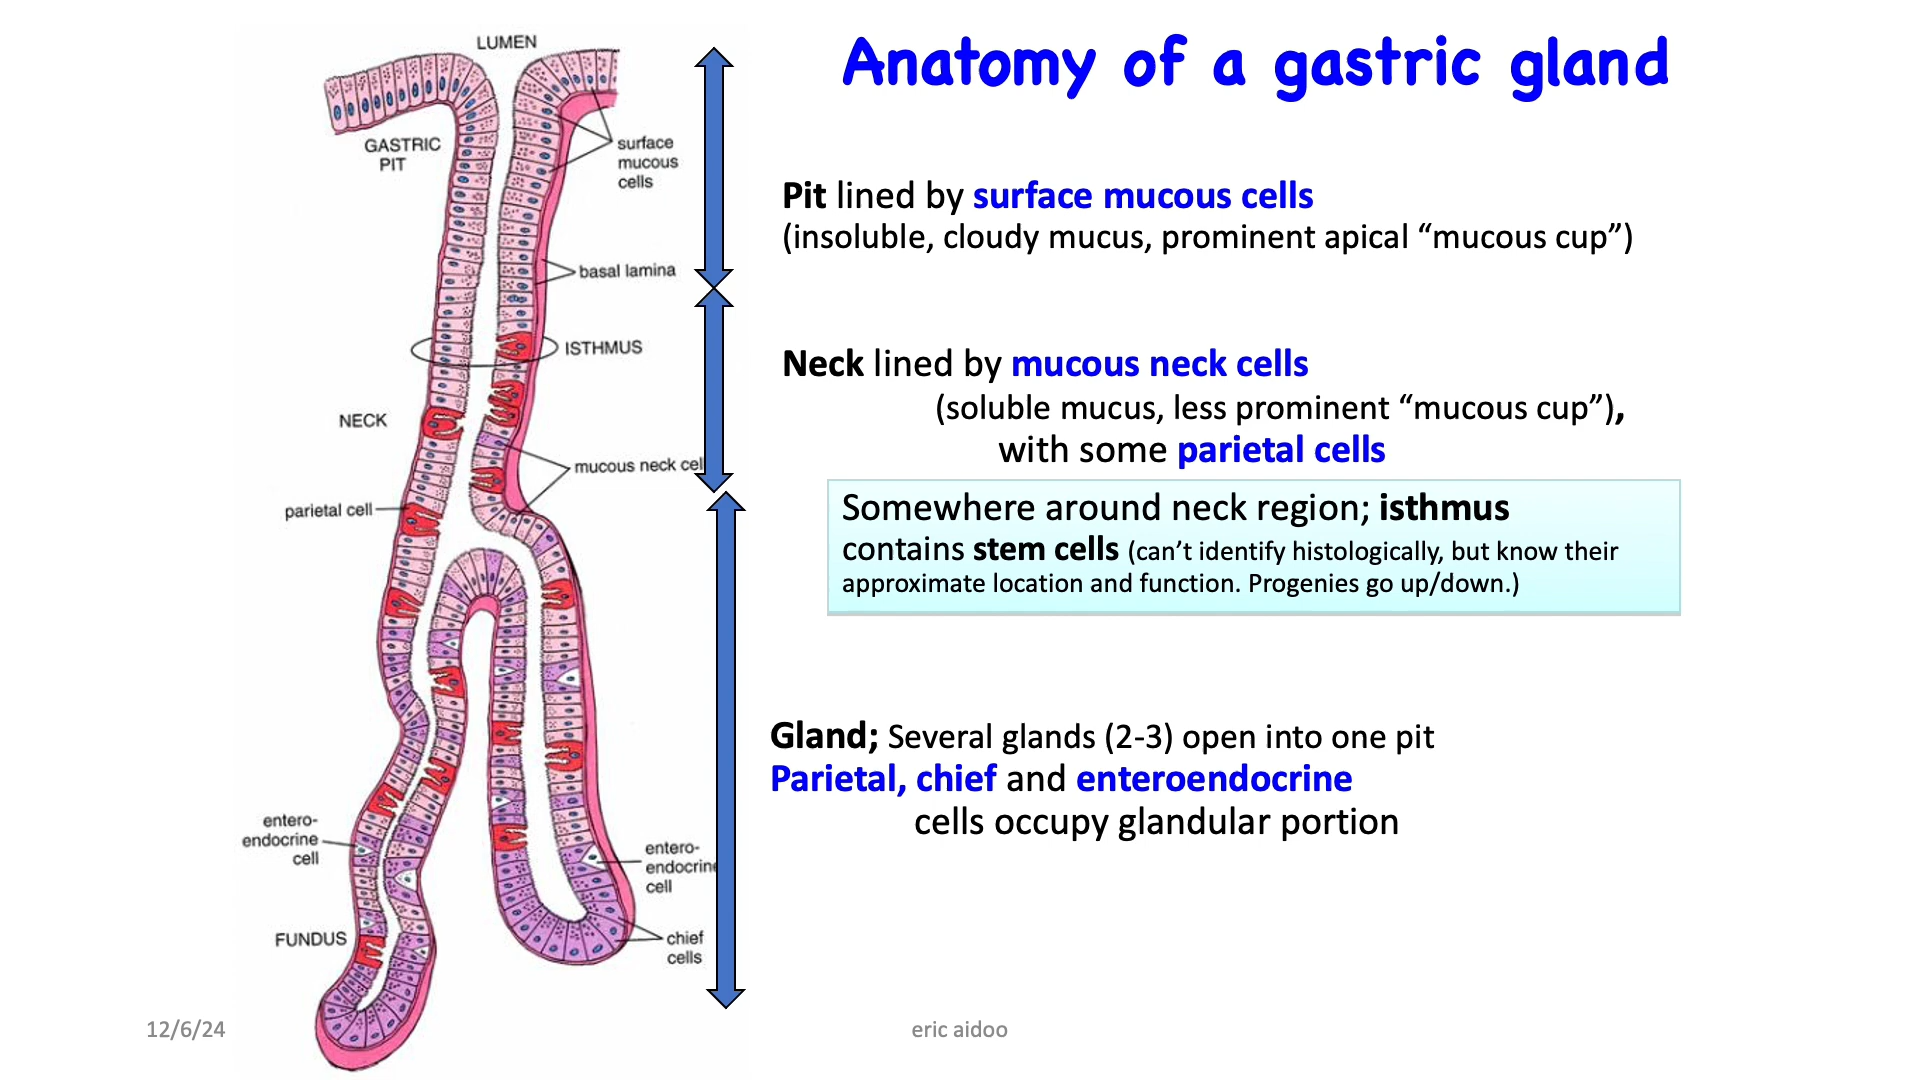 Anatomy of a gastric gland
LUMEN
GASTRIC
PIT
surface
mucous
cells
basal lamina
ISTHMUS
NECK
mucous neck cel
parietal cell
entero-
endocrine
cell
entero-
endocrine
cell
FUNDUS
chief
cells
Pit lined by surface mucous cells
(insoluble, cloudy mucus, prominent apical “mucous cup”)
Neck lined by mucous neck cells
(soluble mucus, less prominent “mucous cup”),
with some parietal cells
Somewhere around neck region; isthmus
contains stem cells (can’t identify histologically, but know their
approximate location and function. Progenies go up/down.)
Gland; Several glands (2-3) open into one pit
Parietal, chief and enteroendocrine
cells occupy glandular portion
12/6/24
eric aidoo